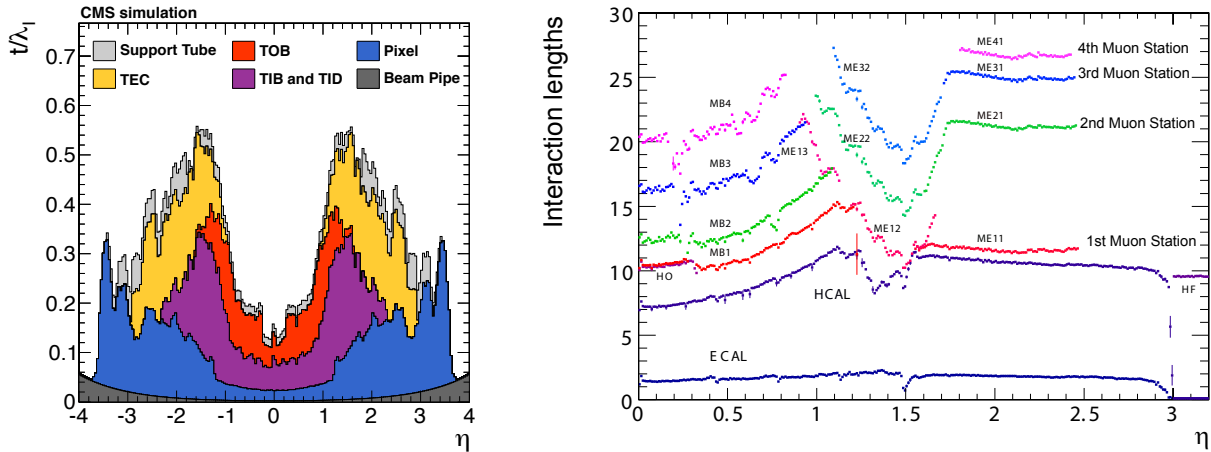 CMS simulation
t/λI
Support Tube
TOB
Pixel
TEC
TIB and TID
Beam Pipe
0.7
0.6
0.5
0.4
0.3
0.2
0.1
0
-4 -3 -2 -1 0 1 2 3 4
η
Interaction lengths
30
25
20
15
10
5
0
ME41
4th Muon Station
ME32
ME31
3rd Muon Station
MB4
ME21
2nd Muon Station
ME13
ME22
MB3
MB2
ME12
MB1
ME11
1st Muon Station
HO
HCAL
HF
ECAL
0 0.5 1 1.5 2 2.5 3
η